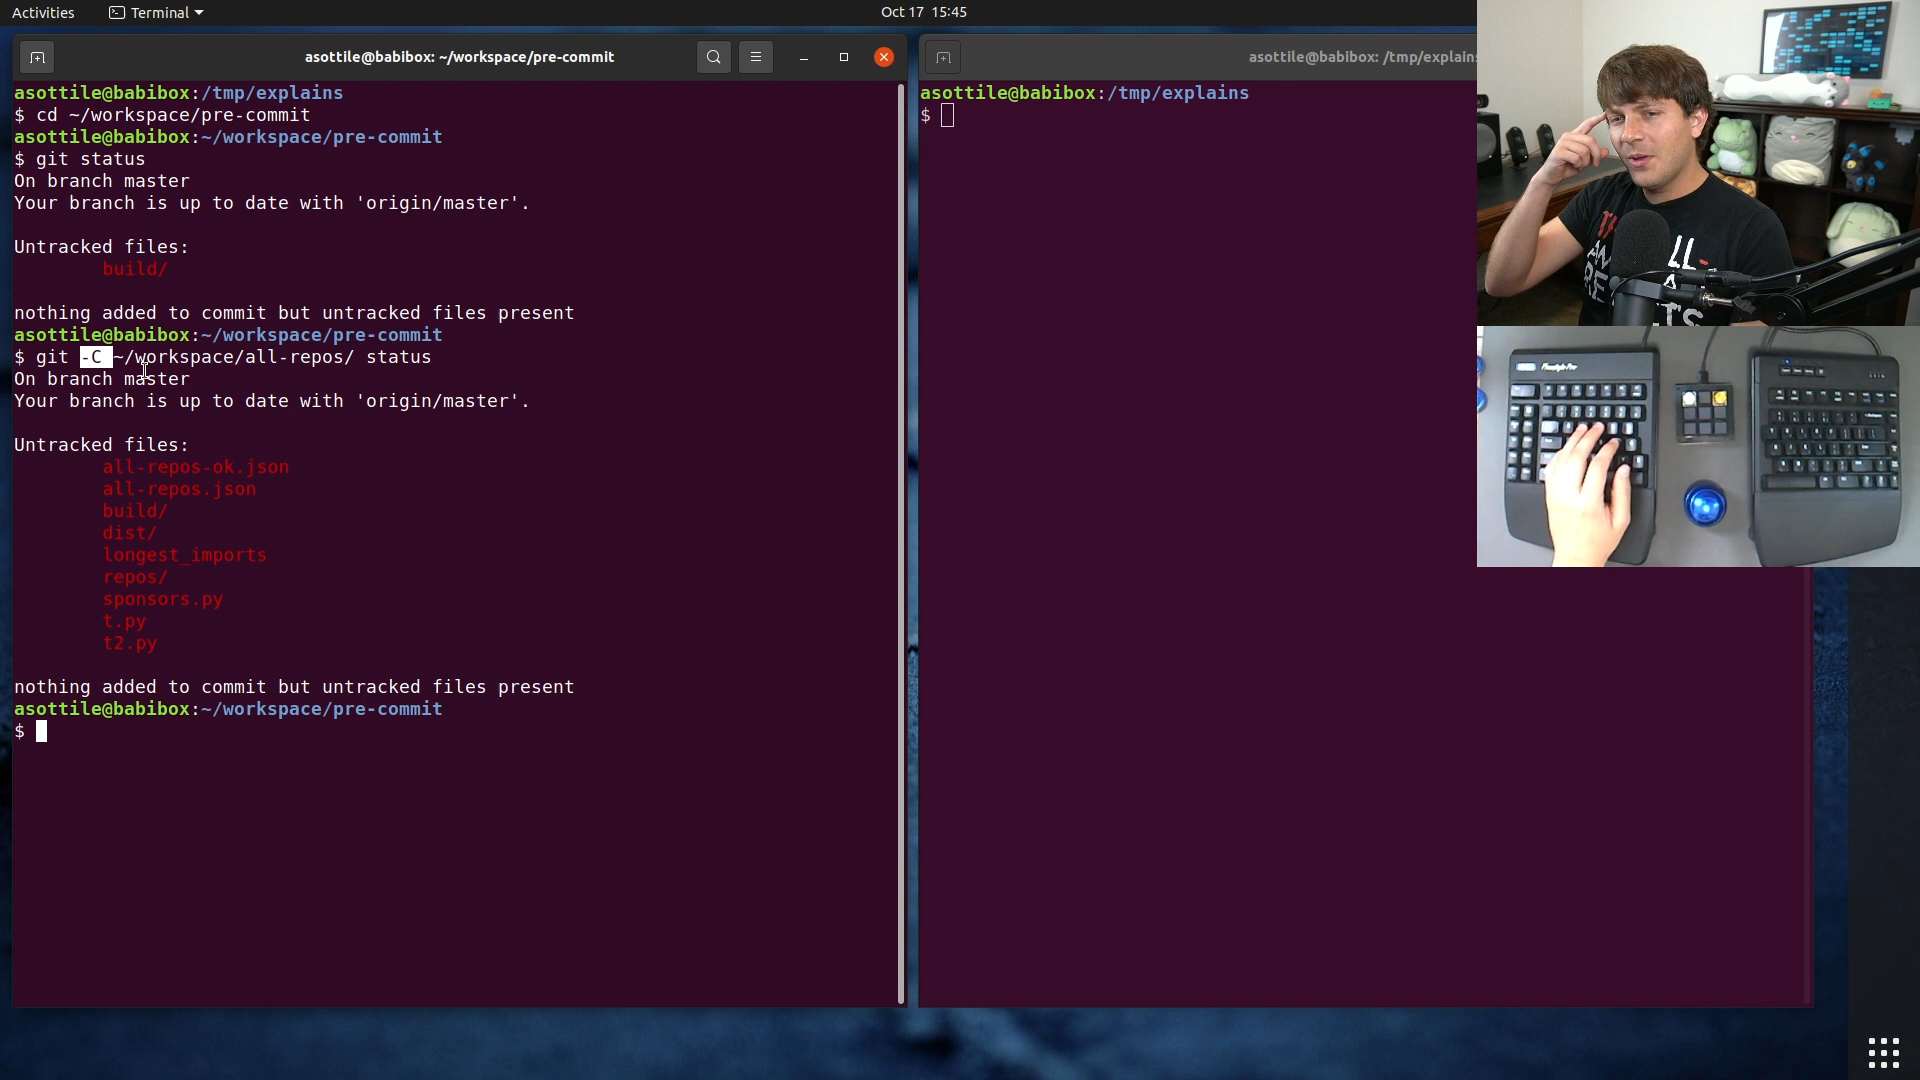 Activities
Terminal
Oct 17 15:45
asottile@babibox: ~/workspace/pre-commit
asottile@babibox:/tmp/explains
$ cd ~/workspace/pre-commit
asottile@babibox:~/workspace/pre-commit
$ git status
On branch master
Your branch is up to date with 'origin/master'.
Untracked files:
build/
nothing added to commit but untracked files present
asottile@babibox:~/workspace/pre-commit
$ git -C ~/workspace/all-repos/ status
On branch master
Your branch is up to date with 'origin/master'.
Untracked files:
all-repos-ok.json
all-repos.json
build/
dist/
longest_imports
repos/
sponsors.py
t.py
t2.py
nothing added to commit but untracked files present
asottile@babibox:~/workspace/pre-commit
$
asottile@babibox: /tmp/explains
asottile@babibox:/tmp/explains
$